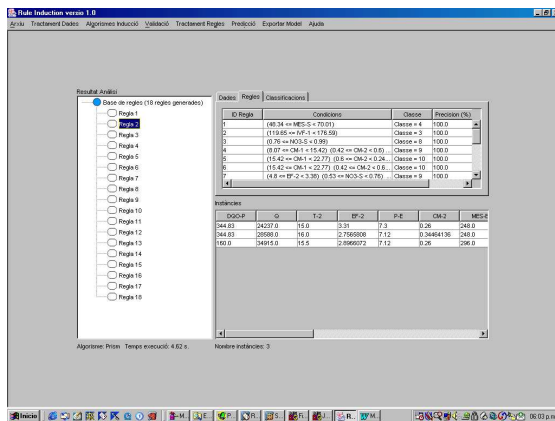 Rule Induction versio 1.0
Arxiu Tractament Dades Algorismes Inducció Validació Tractament Regles Predicció Exportar Model Ajuda
Resultat Anàlisi
Base de regles (18 regles generades)
Regla 1
Regla 2
Regla 3
Regla 4
Regla 5
Regla 6
Regla 7
Regla 8
Regla 9
Regla 10
Regla 11
Regla 12
Regla 13
Regla 14
Regla 15
Regla 16
Regla 17
Regla 18
Algorisme: Prism Temps execució: 4.62 s.
Dades Regles Classificacions
ID Regla Condicions Classe Precision (%)
1 (46.34 <= MES-S < 70.01) Classe = 4 100.0
2 (119.65 <= IVF-1 < 176.59) Classe = 3 100.0
3 (0.76 <= NO3-S < 0.99) Classe = 8 100.0
4 (8.07 <= CM-1 < 15.42) (0.42 <= CM-2 < 0.6) ... Classe = 9 100.0
5 (15.42 <= CM-1 < 22.77) (0.6 <= CM-2 < 0.24... Classe = 10 100.0
6 (15.42 <= CM-1 < 22.77) (0.42 <= CM-2 < 0.6... Classe = 10 100.0
7 (4.8 <= EF-2 < 3.38) (0.53 <= NO3-S < 0.76) ... Classe = 9 100.0
Instàncies
DQO-P Q T-2 EF-2 P-E CM-2 MES-E
344.83 24237.0 15.0 3.31 7.3 0.26 248.0
344.83 28588.0 16.0 2.7565808 7.12 0.34464136 248.0
160.0 34915.0 15.5 2.8966072 7.12 0.26 296.0
Nombre instàncies: 3
Inicio M... E... P... R... S... R... J... R... M... 06:03 p.m.